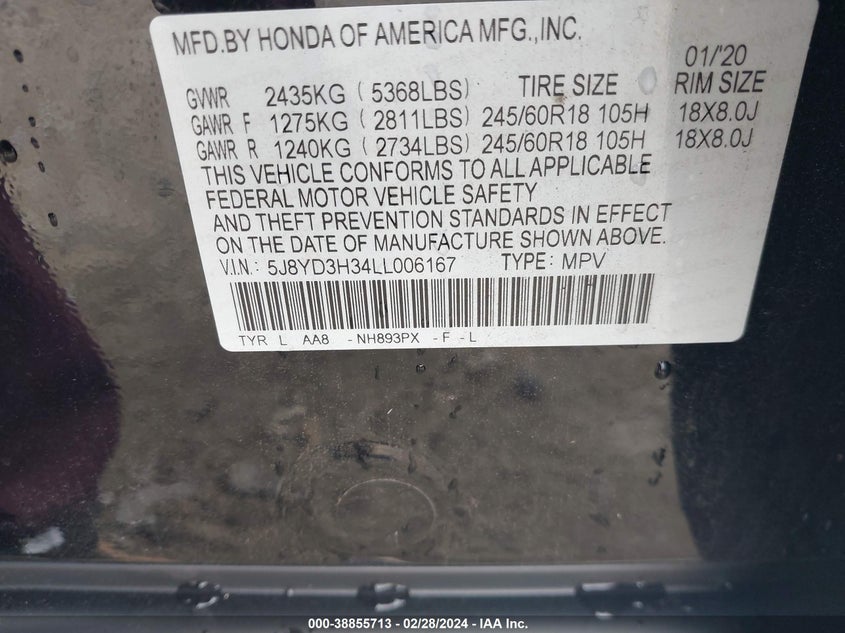 MFD.BY HONDA OF AMERICA MFG.,INC.
01/'20
GVWR 2435KG ( 5368LBS) TIRE SIZE RIM SIZE
GAWR F 1275KG ( 2811LBS) 245/60R18 105H 18X8.0J
GAWR R 1240KG ( 2734LBS) 245/60R18 105H 18X8.0J
THIS VEHICLE CONFORMS TO ALL APPLICABLE
FEDERAL MOTOR VEHICLE SAFETY
AND THEFT PREVENTION STANDARDS IN EFFECT
ON THE DATE OF MANUFACTURE SHOWN ABOVE.
V.I.N.: 5J8YD3H34LL006167 TYPE: MPV
TYR L AA8 - NH893PX - F - L
000-38855713 - 02/28/2024 - IAA Inc.